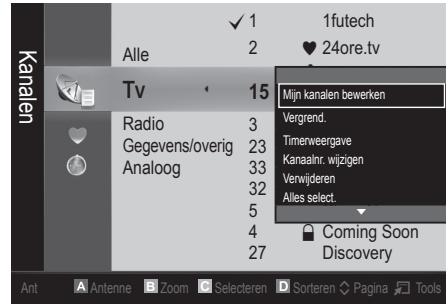 Kanalen
1 1futech
Alle 2 24ore.tv
Tv 15
Radio 3
Gegevens/overig 23
Analoog 33
32
5
4 Coming Soon
27 Discovery
Mijn kanalen bewerken
Vergrend.
Timerweergave
Kanaalnr. wijzigen
Verwijderen
Alles select.
Ant A Antenne B Zoom C Selecteren D Sorteren Pagina Tools